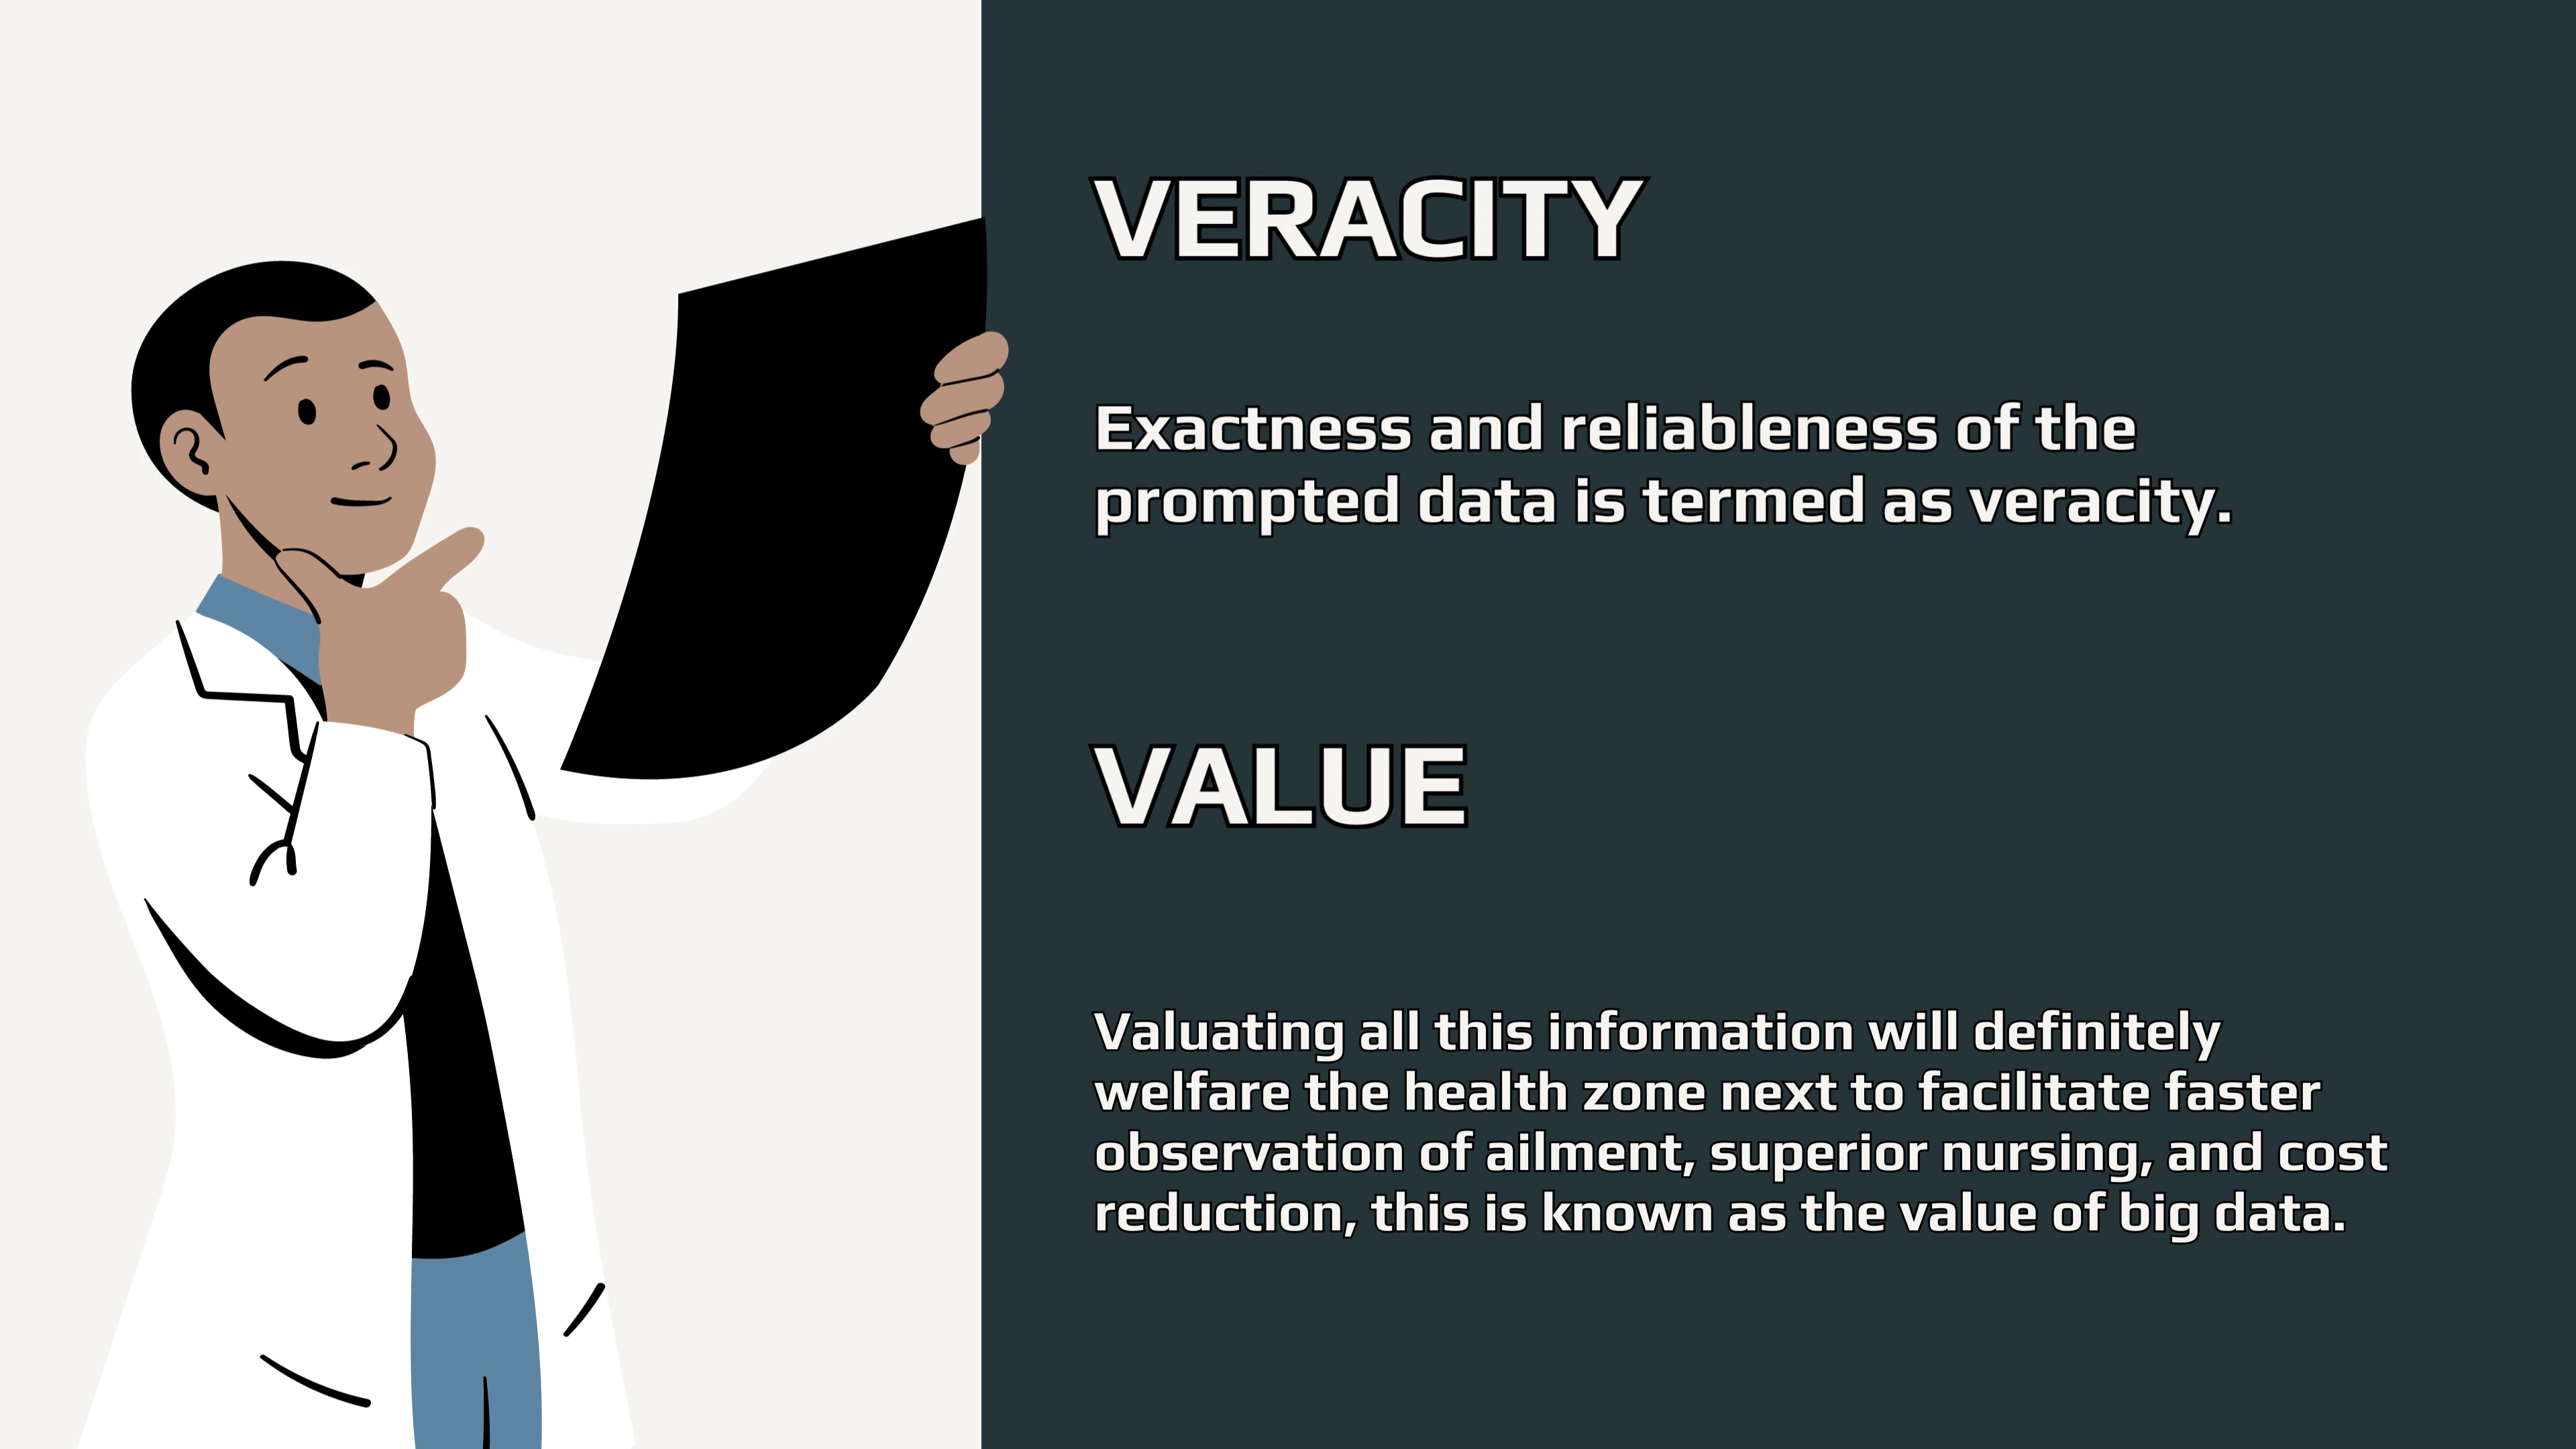 VERACITY
Exactness and reliableness of the
prompted data is termed as veracity.
VALUE
Valuating all this information will definitely
welfare the health zone next to facilitate faster
observation of ailment, superior nursing, and cost
reduction, this is known as the value of big data.